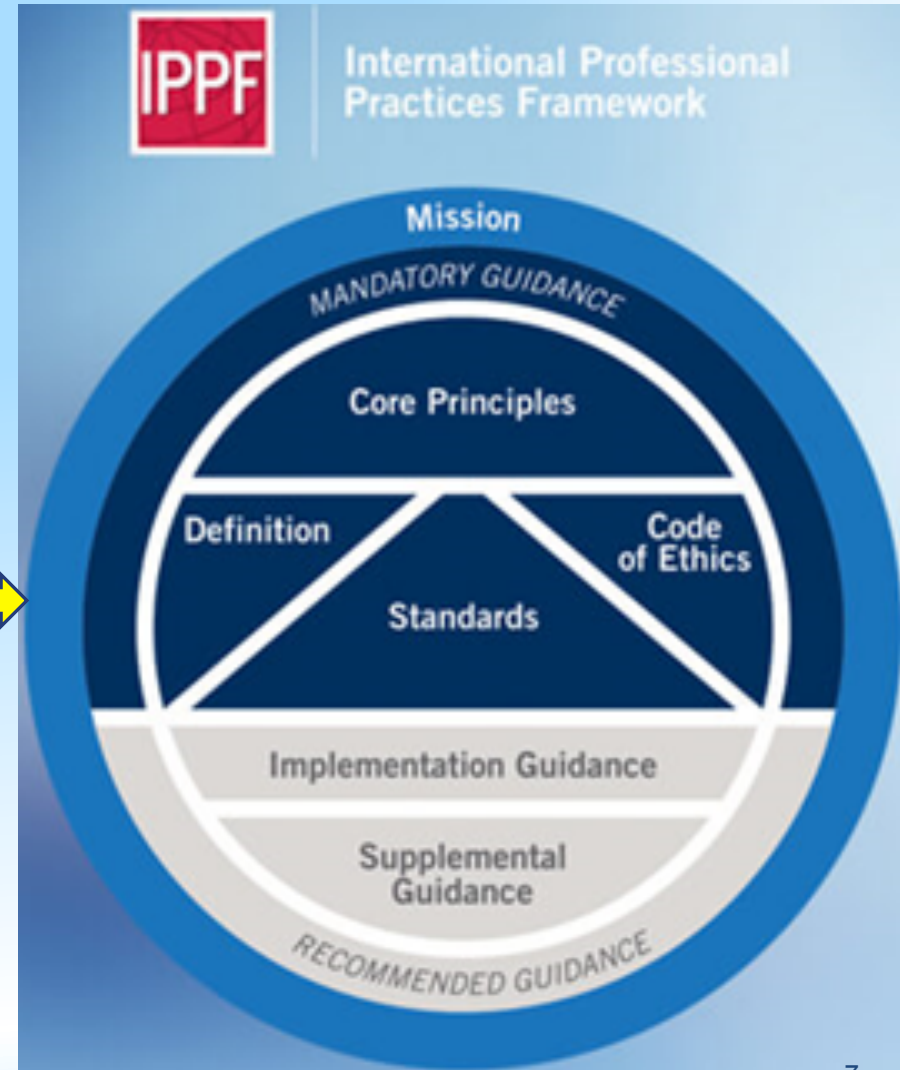 IPPF
International Professional
Practices Framework
Mission
MANDATORY GUIDANCE
Core Principles
Definition
Code
of Ethics
Standards
Implementation Guidance
Supplemental
Guidance
RECOMMENDED GUIDANCE